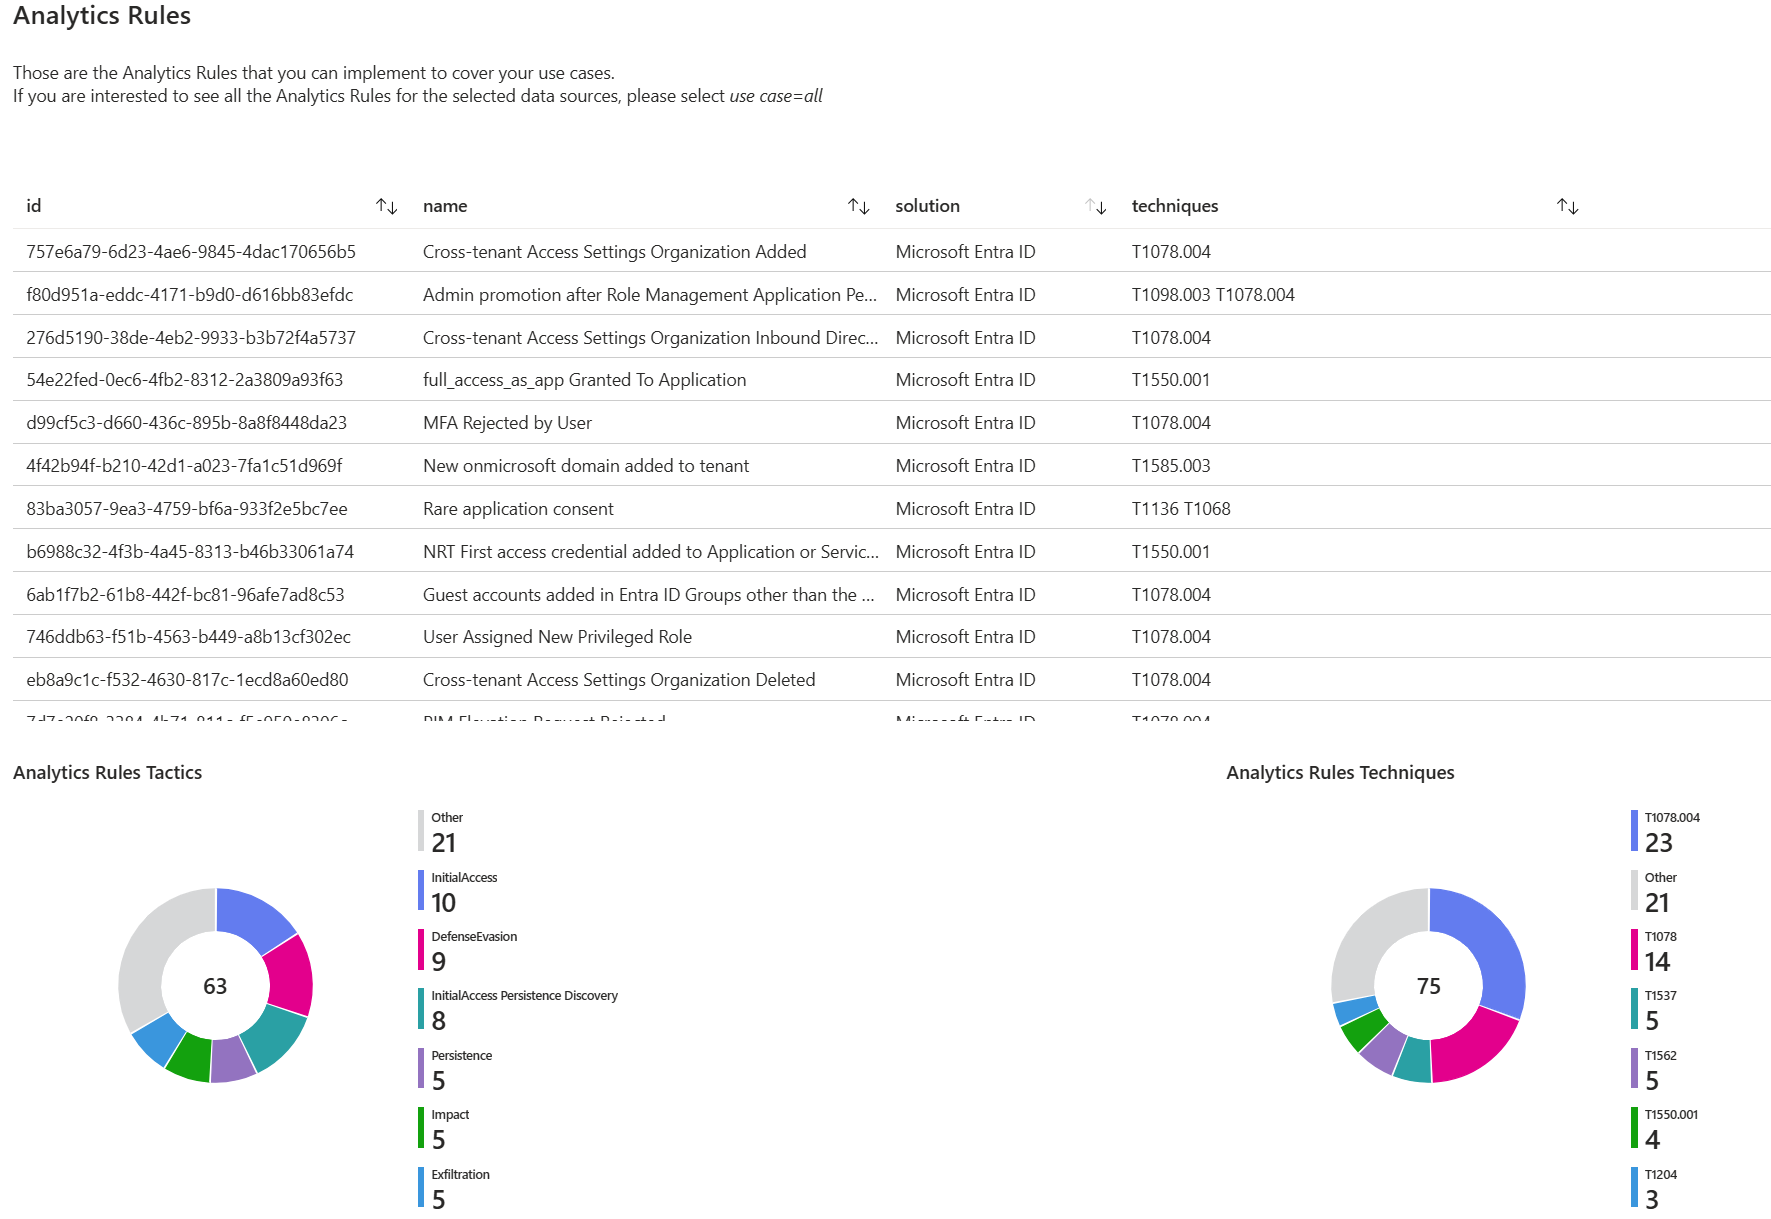 Analytics Rules
Those are the Analytics Rules that you can implement to cover your use cases.
If you are interested to see all the Analytics Rules for the selected data sources, please select use case=all
id name solution techniques
757e6a79-6d23-4ae6-9845-4dac170656b5 Cross-tenant Access Settings Organization Added Microsoft Entra ID T1078.004
f80d951a-eddc-4171-b9d0-d616bb83efdc Admin promotion after Role Management Application Pe... Microsoft Entra ID T1098.003 T1078.004
276d5190-38de-4eb2-9933-b3b72f4a5737 Cross-tenant Access Settings Organization Inbound Direc... Microsoft Entra ID T1078.004
54e22fed-0ec6-4fb2-8312-2a3809a93f63 full_access_as_app Granted To Application Microsoft Entra ID T1550.001
d99cf5c3-d660-436c-895b-8a8f8448da23 MFA Rejected by User Microsoft Entra ID T1078.004
4f42b94f-b210-42d1-a023-7fa1c51d969f New onmicrosoft domain added to tenant Microsoft Entra ID T1585.003
83ba3057-9ea3-4759-bf6a-933f2e5bc7ee Rare application consent Microsoft Entra ID T1136 T1068
b6988c32-4f3b-4a45-8313-b46b33061a74 NRT First access credential added to Application or Servic... Microsoft Entra ID T1550.001
6ab1f7b2-61b8-442f-bc81-96afe7ad8c53 Guest accounts added in Entra ID Groups other than the ... Microsoft Entra ID T1078.004
746ddb63-f51b-4563-b449-a8b13cf302ec User Assigned New Privileged Role Microsoft Entra ID T1078.004
eb8a9c1c-f532-4630-817c-1ecd8a60ed80 Cross-tenant Access Settings Organization Deleted Microsoft Entra ID T1078.004
PIM Elevation Request Rejected Microsoft Entra ID T1078.004
Analytics Rules Tactics
63
Other
21
InitialAccess
10
DefenseEvasion
9
InitialAccess Persistence Discovery
8
Persistence
5
Impact
5
Exfiltration
5
Analytics Rules Techniques
75
T1078.004
23
Other
21
T1078
14
T1537
5
T1562
5
T1550.001
4
T1204
3